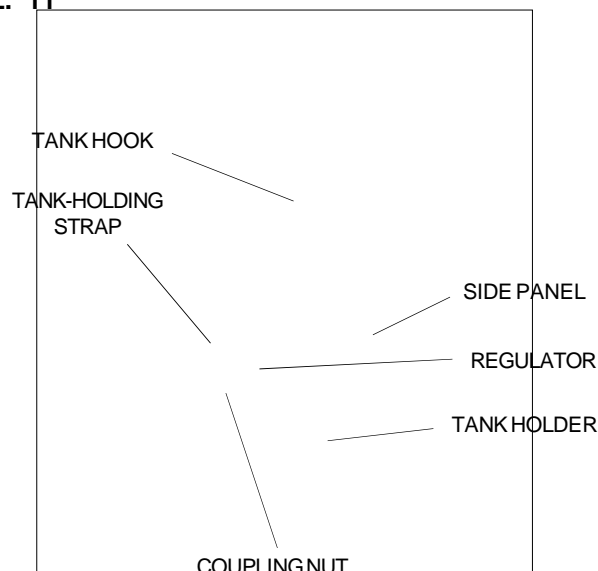 TANK HOOK
TANK-HOLDING
STRAP
SIDE PANEL
REGULATOR
TANK HOLDER
COUPLING NUT